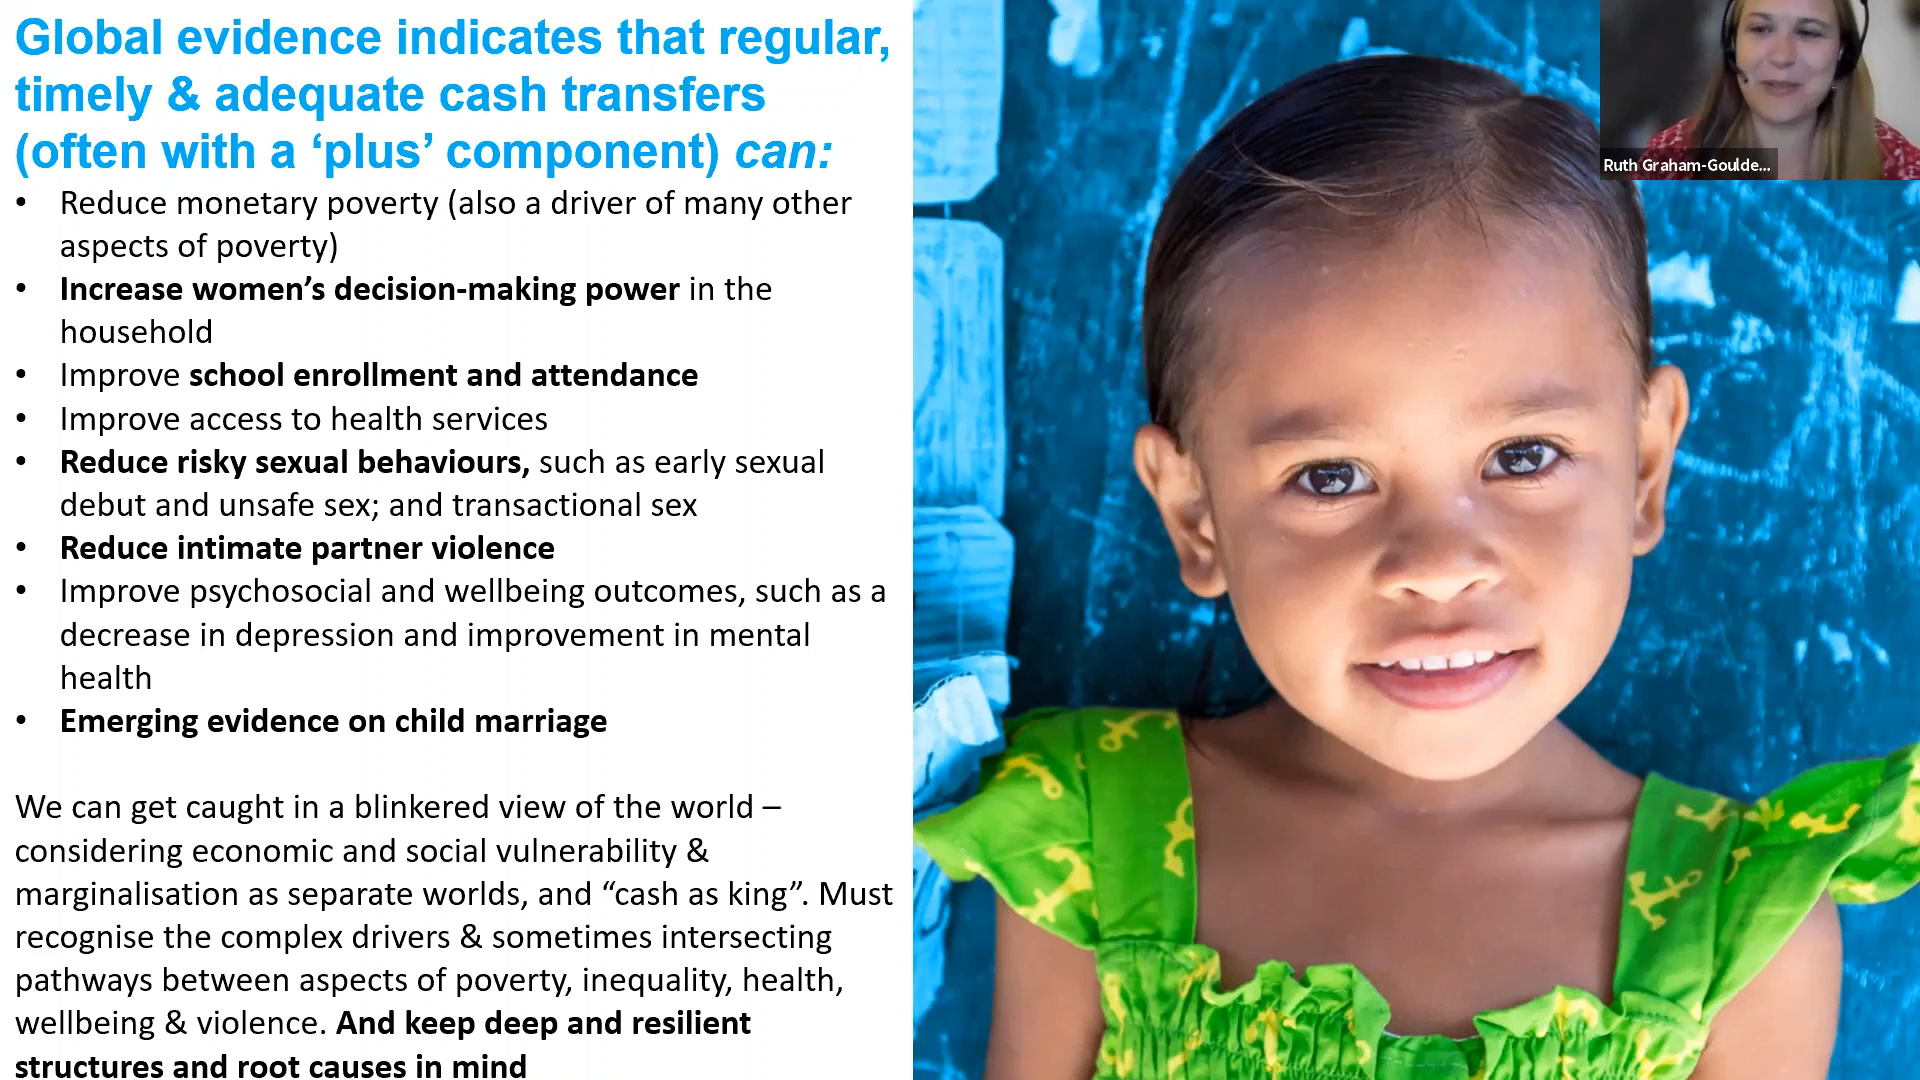 Global evidence indicates that regular,
timely & adequate cash transfers
(often with a ‘plus’ component) can:
• Reduce monetary poverty (also a driver of many other
aspects of poverty)
• Increase women’s decision-making power in the
household
• Improve school enrollment and attendance
• Improve access to health services
• Reduce risky sexual behaviours, such as early sexual
debut and unsafe sex; and transactional sex
• Reduce intimate partner violence
• Improve psychosocial and wellbeing outcomes, such as a
decrease in depression and improvement in mental
health
• Emerging evidence on child marriage
We can get caught in a blinkered view of the world –
considering economic and social vulnerability &
marginalisation as separate worlds, and “cash as king”. Must
recognise the complex drivers & sometimes intersecting
pathways between aspects of poverty, inequality, health,
wellbeing & violence. And keep deep and resilient
structures and root causes in mind
Ruth Graham-Goulde...